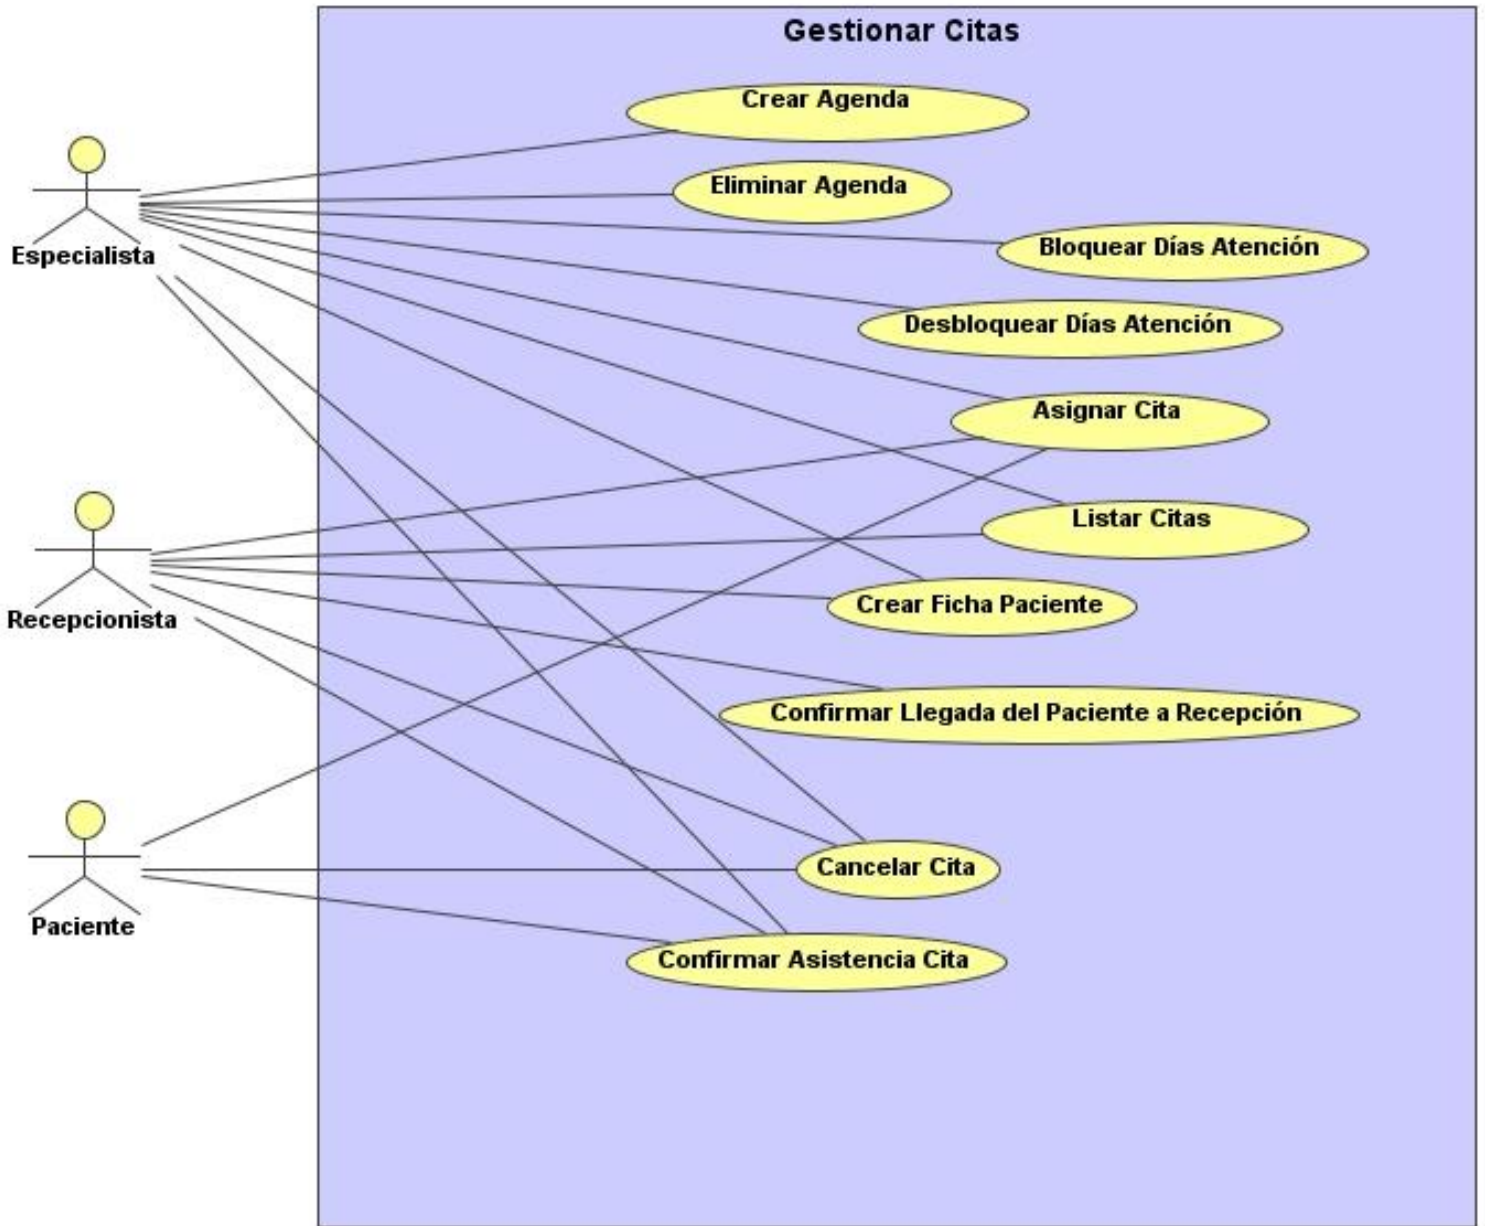 Gestionar Citas
Crear Agenda
Eliminar Agenda
Especialista
Bloquear Días Atención
Desbloquear Días Atención
Asignar Cita
Listar Citas
Crear Ficha Paciente
Recepcionista
Confirmar Llegada del Paciente a Recepción
Cancelar Cita
Paciente
Confirmar Asistencia Cita